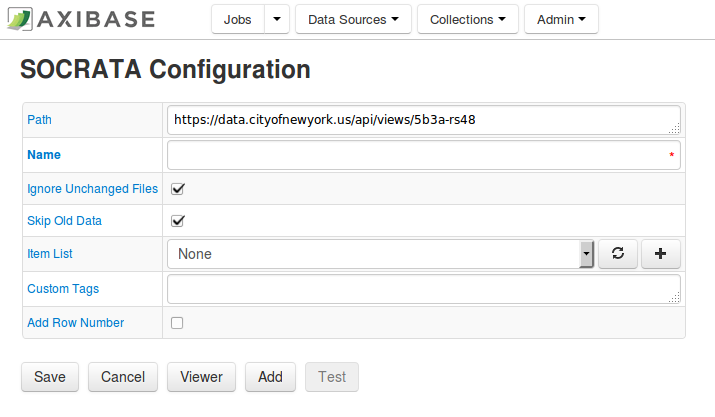 AXIBASE
Jobs Data Sources Collections Admin
SOCRATA Configuration
Path https://data.cityofnewyork.us/api/views/5b3a-rs48
Name *
Ignore Unchanged Files
Skip Old Data
Item List None
Custom Tags
Add Row Number
Save Cancel Viewer Add Test